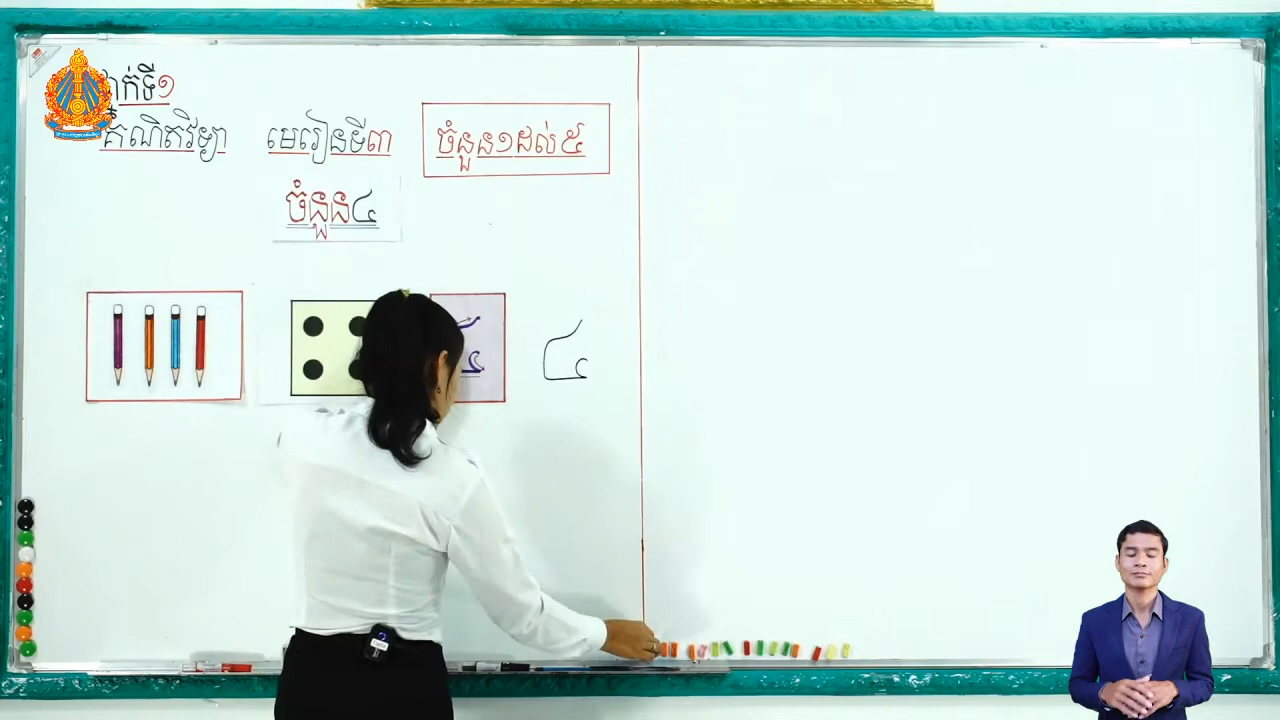 ថ្នាក់ទី១
គណិតវិទ្យា មេរៀនទី៣ ចំនួន១ដល់៥
ចំនួន៤
៤ ៤